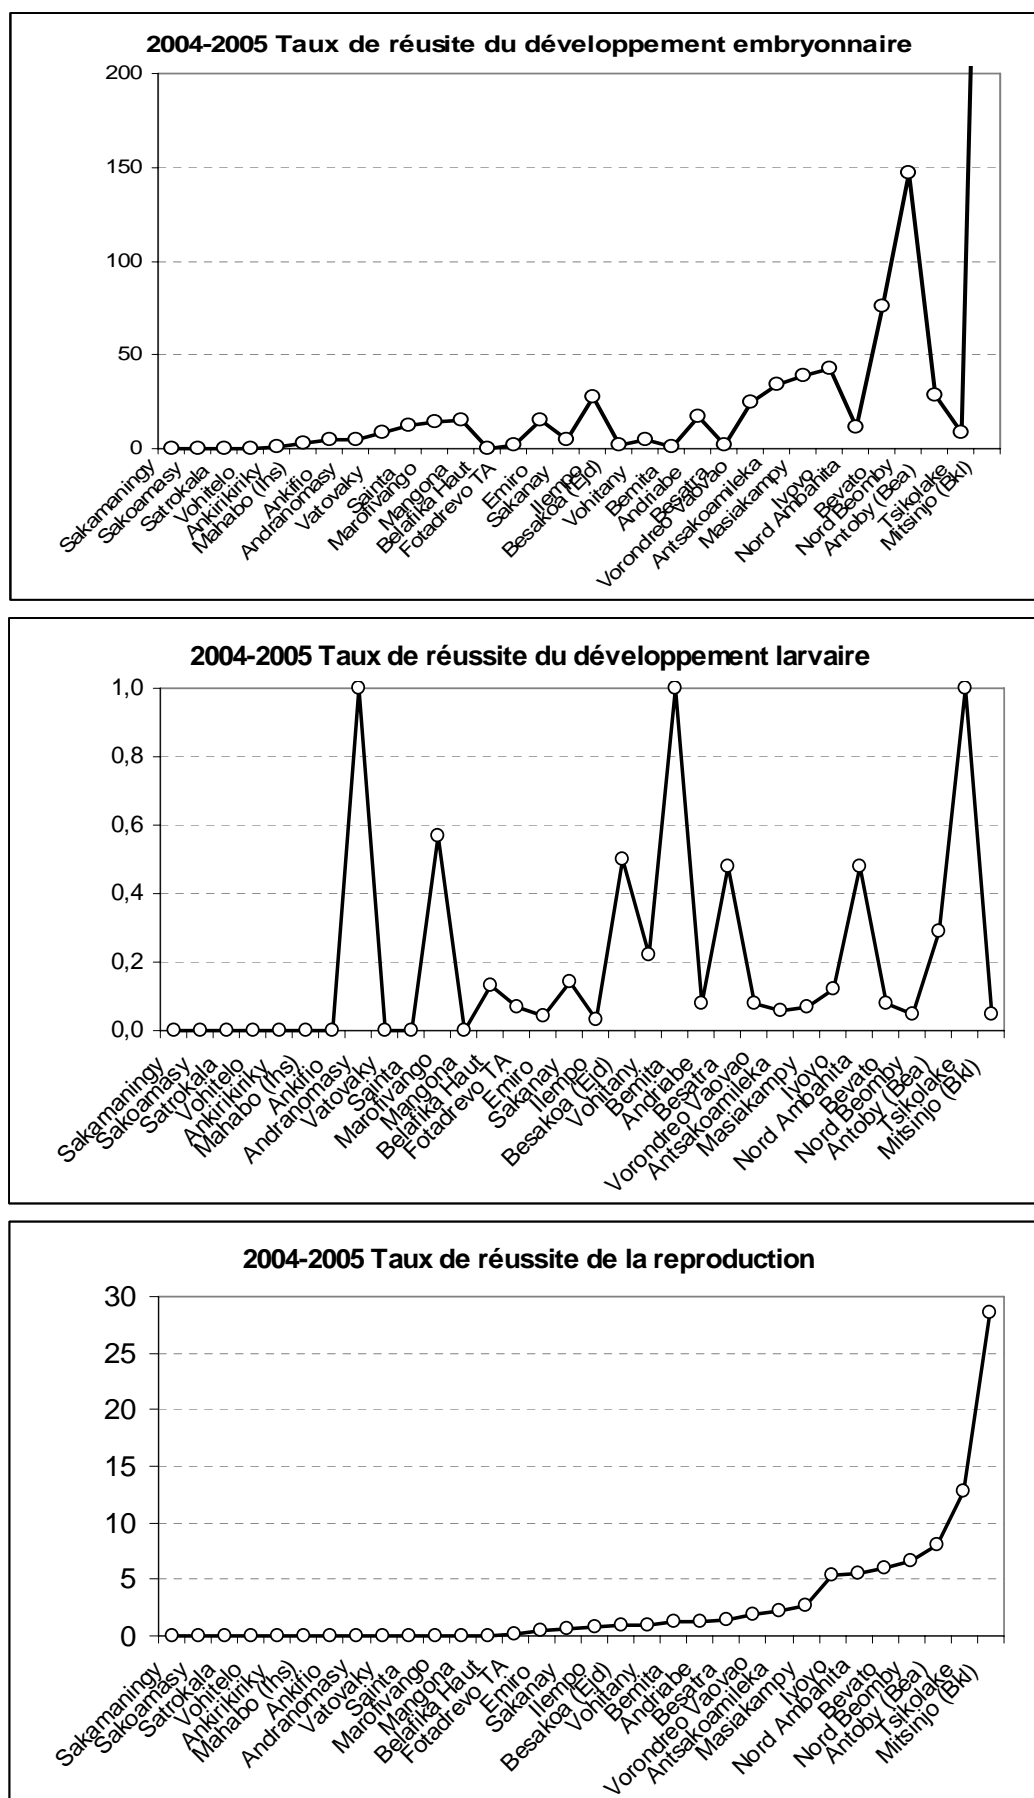 2004-2005 Taux de réusite du développement embryonnaire
200
150
100
50
0
Sakamaningy
Sakoamasy
Satrokala
Vohitelo
Ankirikiriky
Mahabo (Ihs)
Ankifio
Andranomasy
Vatovaky
Sainta
Marofivango
Mangona
Belafika Haut
Fotadrevo TA
Emiro
Sakanay
Ilempo
Besakoa (Ejd)
Vohitany
Bemita
Andriabe
Besatra
Vorondreo Vaovao
Antsakoamileka
Masiakampy
Ivovo
Nord Ambahita
Bevato
Nord Beomby
Antoby (Bea)
Tsikolake
Mitsinjo (Bkl)
2004-2005 Taux de réussite du développement larvaire
1,0
0,8
0,6
0,4
0,2
0,0
Sakamaningy
Sakoamasy
Satrokala
Vohitelo
Ankirikiriky
Mahabo (Ihs)
Ankifio
Andranomasy
Vatovaky
Sainta
Marofivango
Mangona
Belafika Haut
Fotadrevo TA
Emiro
Sakanay
Ilempo
Besakoa (Ejd)
Vohitany
Bemita
Andriabe
Besatra
Vorondreo Vaovao
Antsakoamileka
Masiakampy
Ivovo
Nord Ambahita
Bevato
Nord Beomby
Antoby (Bea)
Tsikolake
Mitsinjo (Bkl)
2004-2005 Taux de réussite de la reproduction
30
25
20
15
10
5
0
Sakamaningy
Sakoamasy
Satrokala
Vohitelo
Ankirikiriky
Mahabo (Ihs)
Ankifio
Andranomasy
Vatovaky
Sainta
Marofivango
Mangona
Belafika Haut
Fotadrevo TA
Emiro
Sakanay
Ilempo
Besakoa (Ejd)
Vohitany
Bemita
Andriabe
Besatra
Vorondreo Vaovao
Antsakoamileka
Masiakampy
Ivovo
Nord Ambahita
Bevato
Nord Beomby
Antoby (Bea)
Tsikolake
Mitsinjo (Bkl)